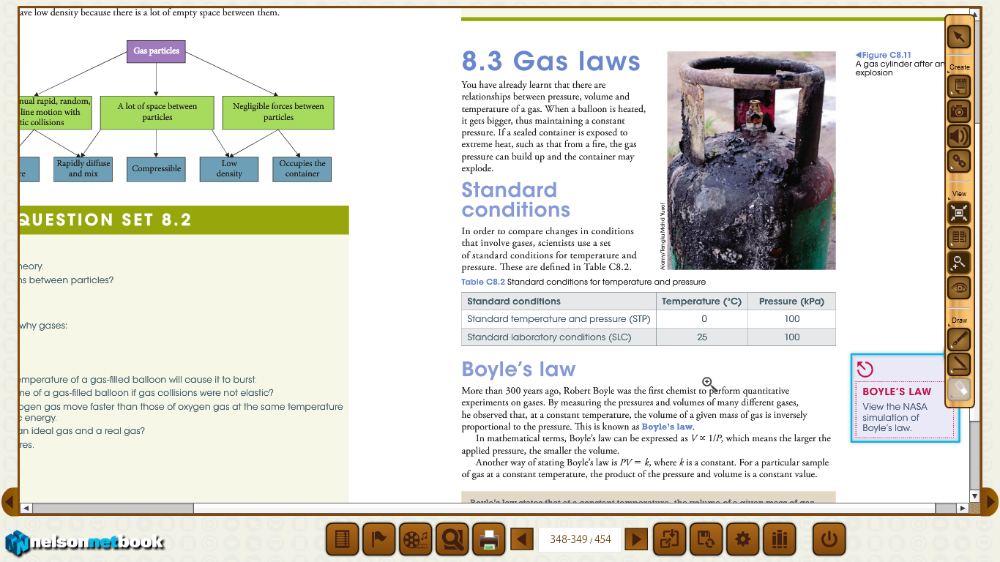 ave low density because there is a lot of empty space between them.
Gas particles
nual rapid, random,
-line motion with
tic collisions
A lot of space between
particles
Negligible forces between
particles
re
Rapidly diffuse
and mix
Compressible
Low
density
Occupies the
container
QUESTION SET 8.2
heory.
ns between particles?
why gases:
emperature of a gas-filled balloon will cause it to burst.
me of a gas-filled balloon if gas collisions were not elastic?
ogen gas move faster than those of oxygen gas at the same temperature
c energy.
an ideal gas and a real gas?
res.
8.3 Gas laws
You have already learnt that there are
relationships between pressure, volume and
temperature of a gas. When a balloon is heated,
it gets bigger, thus maintaining a constant
pressure. If a sealed container is exposed to
extreme heat, such as that from a fire, the gas
pressure can build up and the container may
explode.
Standard
conditions
In order to compare changes in conditions
that involve gases, scientists use a set
of standard conditions for temperature and
pressure. These are defined in Table C8.2.
Alamy/Tengku Mohd Yusof
◀Figure C8.11
A gas cylinder after an
explosion
Table C8.2 Standard conditions for temperature and pressure
Standard conditions Temperature (°C) Pressure (kPa)
Standard temperature and pressure (STP) 0 100
Standard laboratory conditions (SLC) 25 100
Boyle's law
More than 300 years ago, Robert Boyle was the first chemist to perform quantitative
experiments on gases. By measuring the pressures and volumes of many different gases,
he observed that, at a constant temperature, the volume of a given mass of gas is inversely
proportional to the pressure. This is known as Boyle's law.
In mathematical terms, Boyle's law can be expressed as V ∝ 1/P, which means the larger the
applied pressure, the smaller the volume.
Another way of stating Boyle's law is PV = k, where k is a constant. For a particular sample
of gas at a constant temperature, the product of the pressure and volume is a constant value.
Boyle's law states that at a constant temperature, the volume of a given mass of gas
BOYLE'S LAW
View the NASA
simulation of
Boyle's law.
Create
View
Draw
nelsonnetbook
348-349 / 454